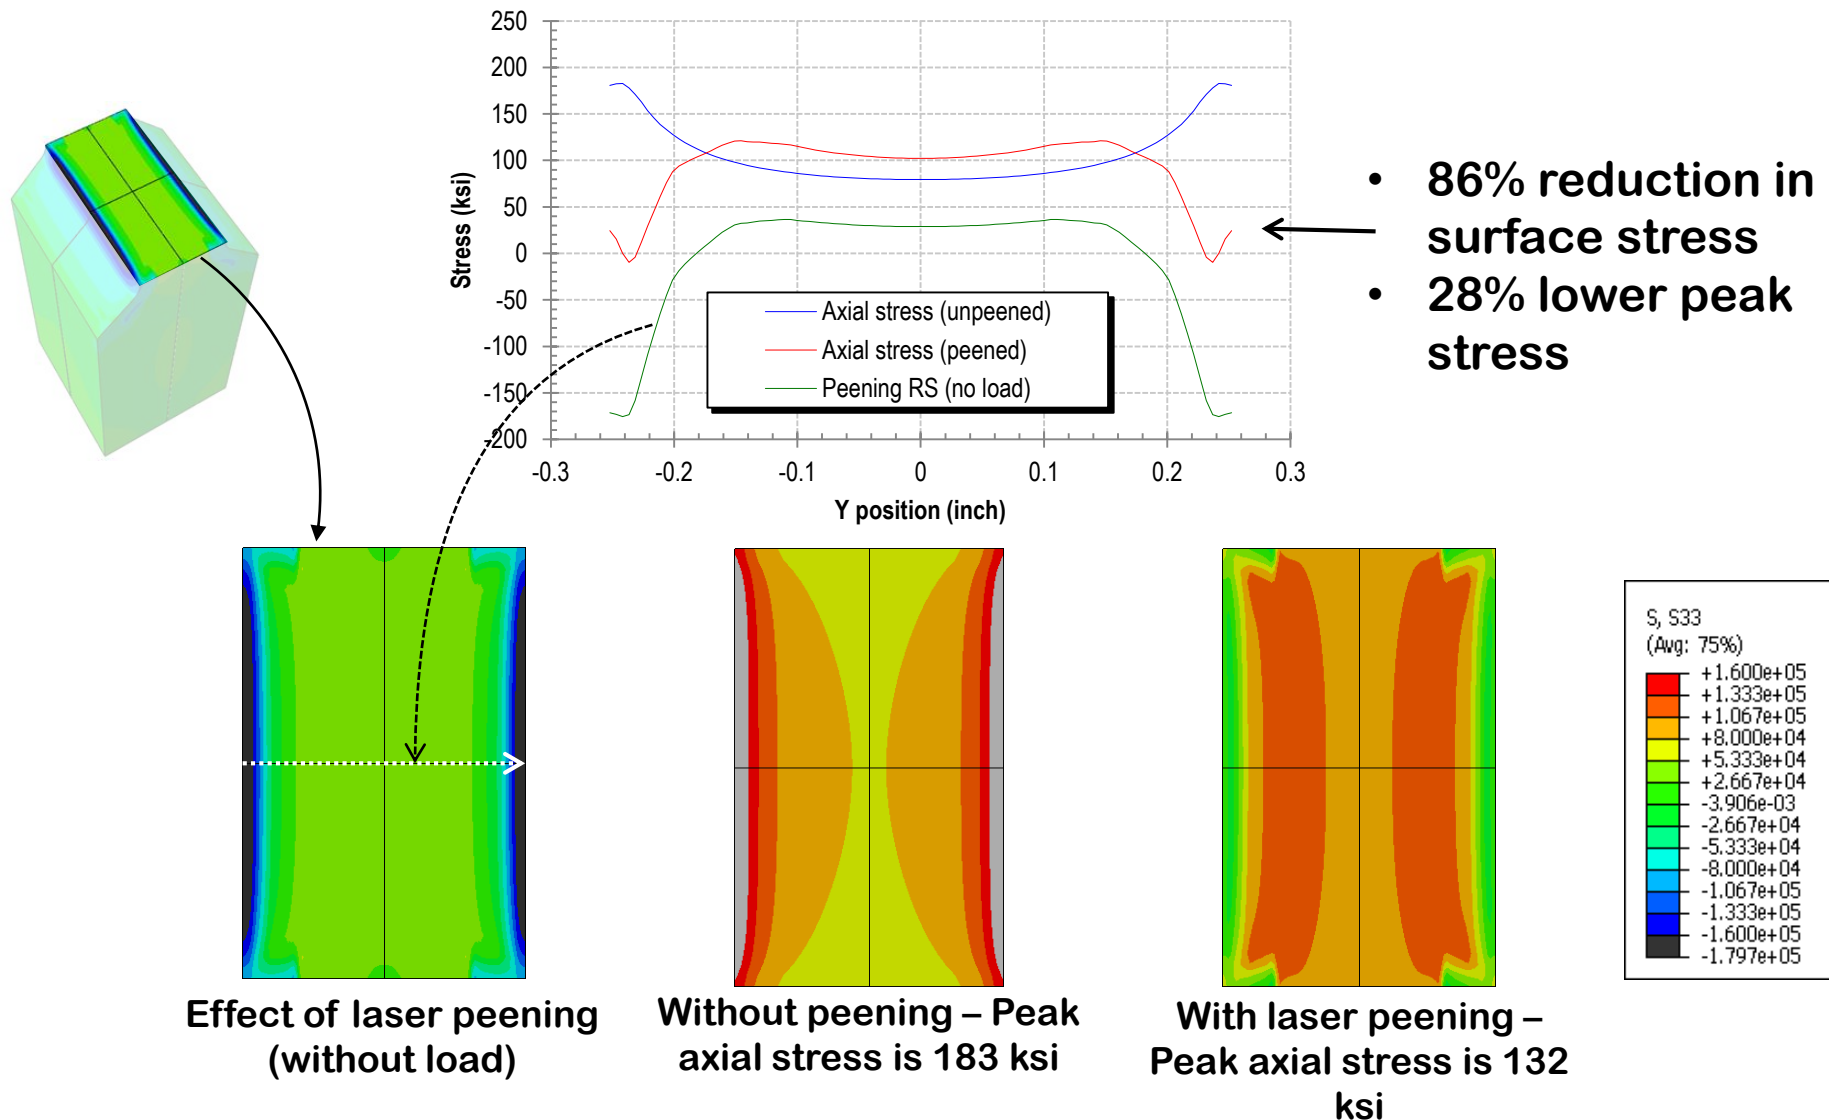 250
200
150
100
50
0
-50
-100
-150
-200
Stress (ksi)
-0.3
-0.2
-0.1
0
0.1
0.2
0.3
Y position (inch)
Axial stress (unpeened)
Axial stress (peened)
Peening RS (no load)
• 86% reduction in
surface stress
• 28% lower peak
stress
Effect of laser peening
(without load)
Without peening – Peak
axial stress is 183 ksi
With laser peening –
Peak axial stress is 132
ksi
S, S33
(Avg: 75%)
+1.600e+05
+1.333e+05
+1.067e+05
+8.000e+04
+5.333e+04
+2.667e+04
-3.906e-03
-2.667e+04
-5.333e+04
-8.000e+04
-1.067e+05
-1.333e+05
-1.600e+05
-1.797e+05